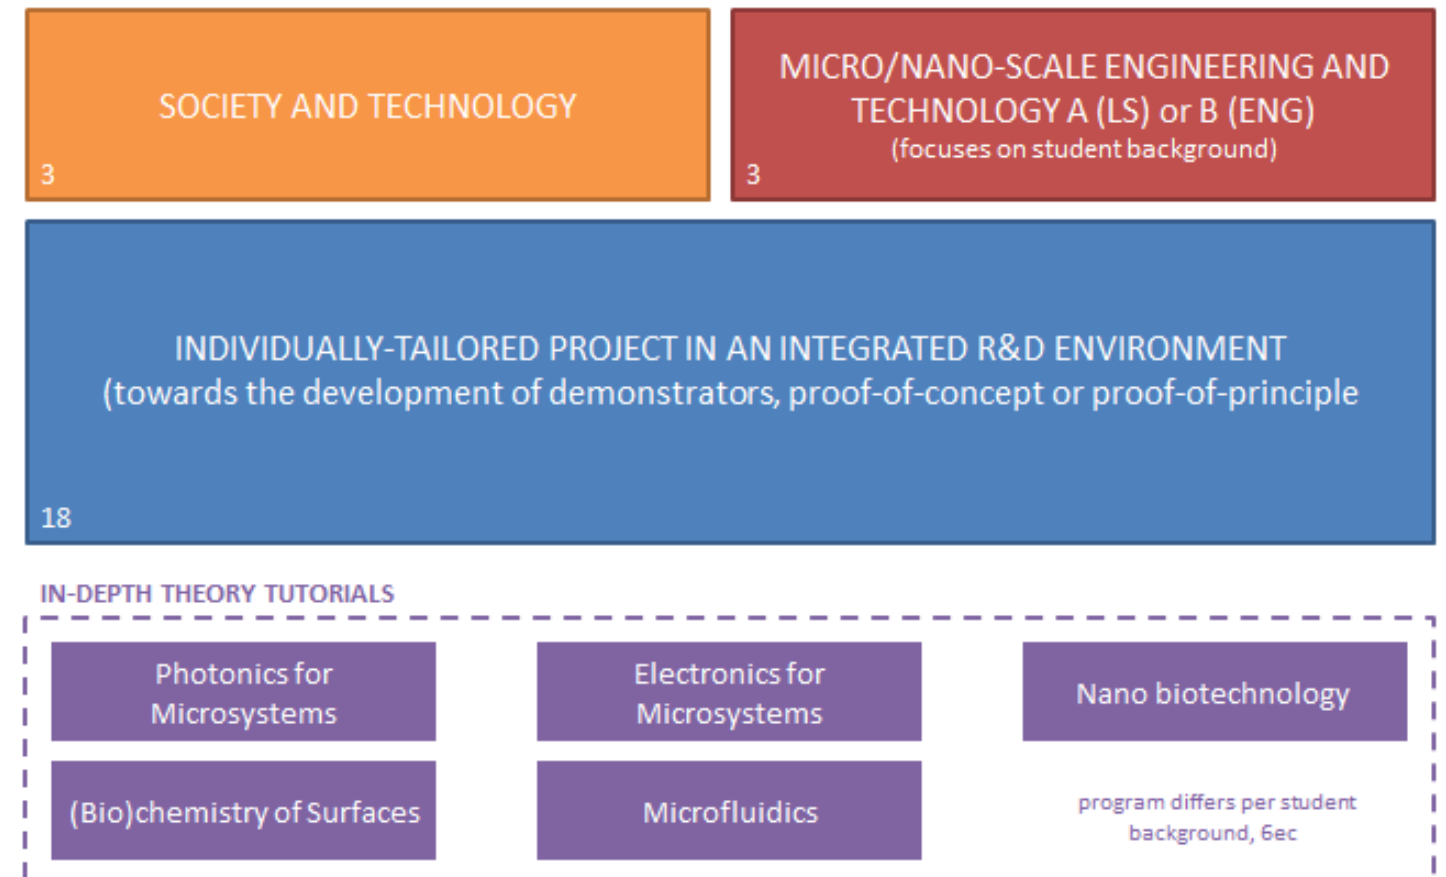 SOCIETY AND TECHNOLOGY
3
MICRO/NANO-SCALE ENGINEERING AND
TECHNOLOGY A (LS) or B (ENG)
(focuses on student background)
3
INDIVIDUALLY-TAILORED PROJECT IN AN INTEGRATED R&D ENVIRONMENT
(towards the development of demonstrators, proof-of-concept or proof-of-principle
18
IN-DEPTH THEORY TUTORIALS
Photonics for
Microsystems
Electronics for
Microsystems
Nano biotechnology
(Bio)chemistry of Surfaces
Microfluidics
program differs per student
background, 6ec